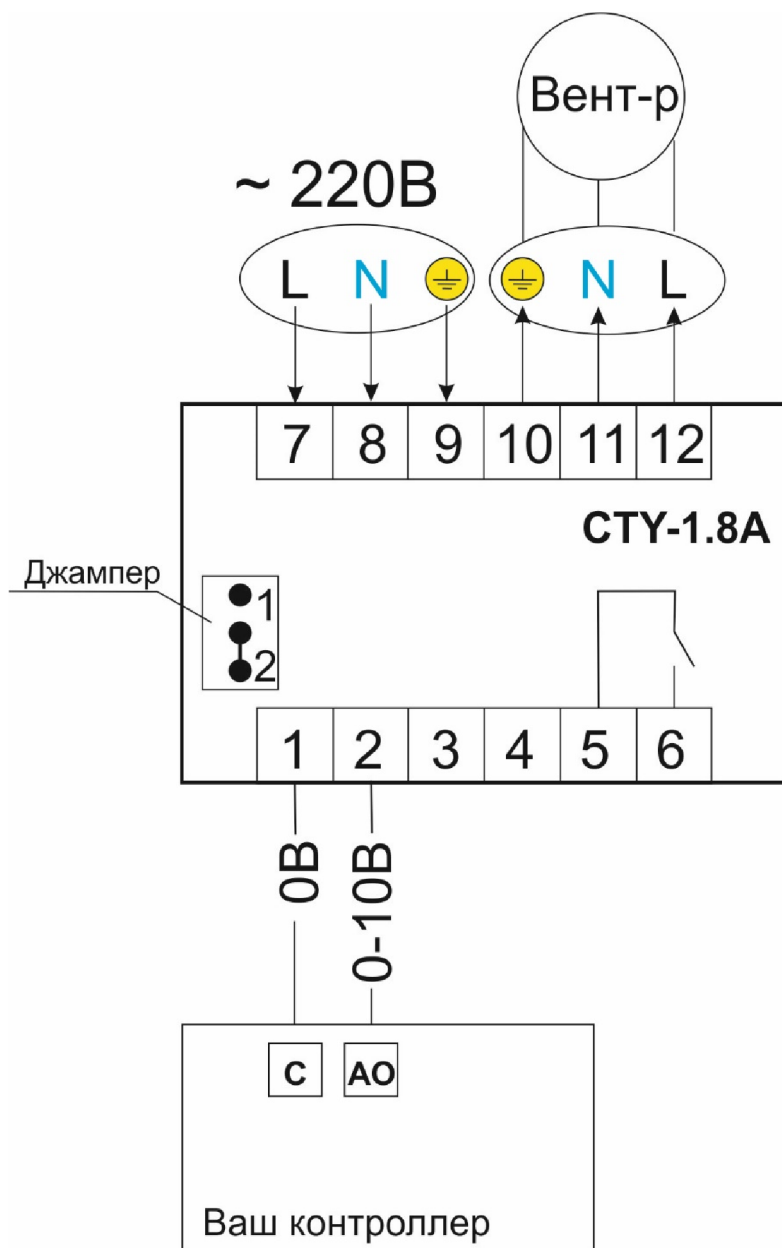 Вент-р
~ 220В
L N N L
7 8 9 10 11 12
СТУ-1.8А
Джампер
1
2
1 2 3 4 5 6
0В
0-10В
С АО
Ваш контроллер